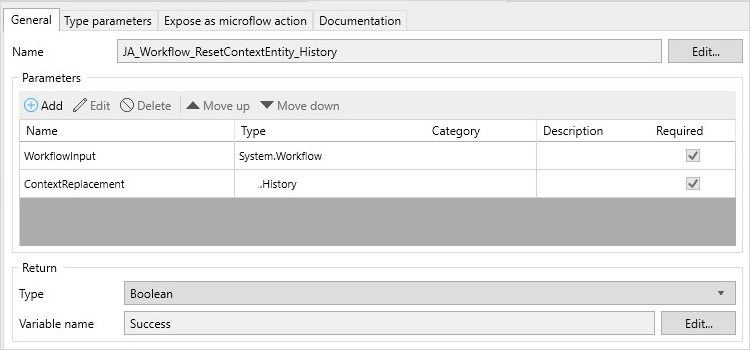 General Type parameters Expose as microflow action Documentation
Name JA_Workflow_ResetContextEntity_History Edit...
Parameters
Add Edit Delete Move up Move down
Name Type Category Description Required
WorkflowInput System.Workflow
ContextReplacement .History
Return
Type Boolean
Variable name Success Edit...